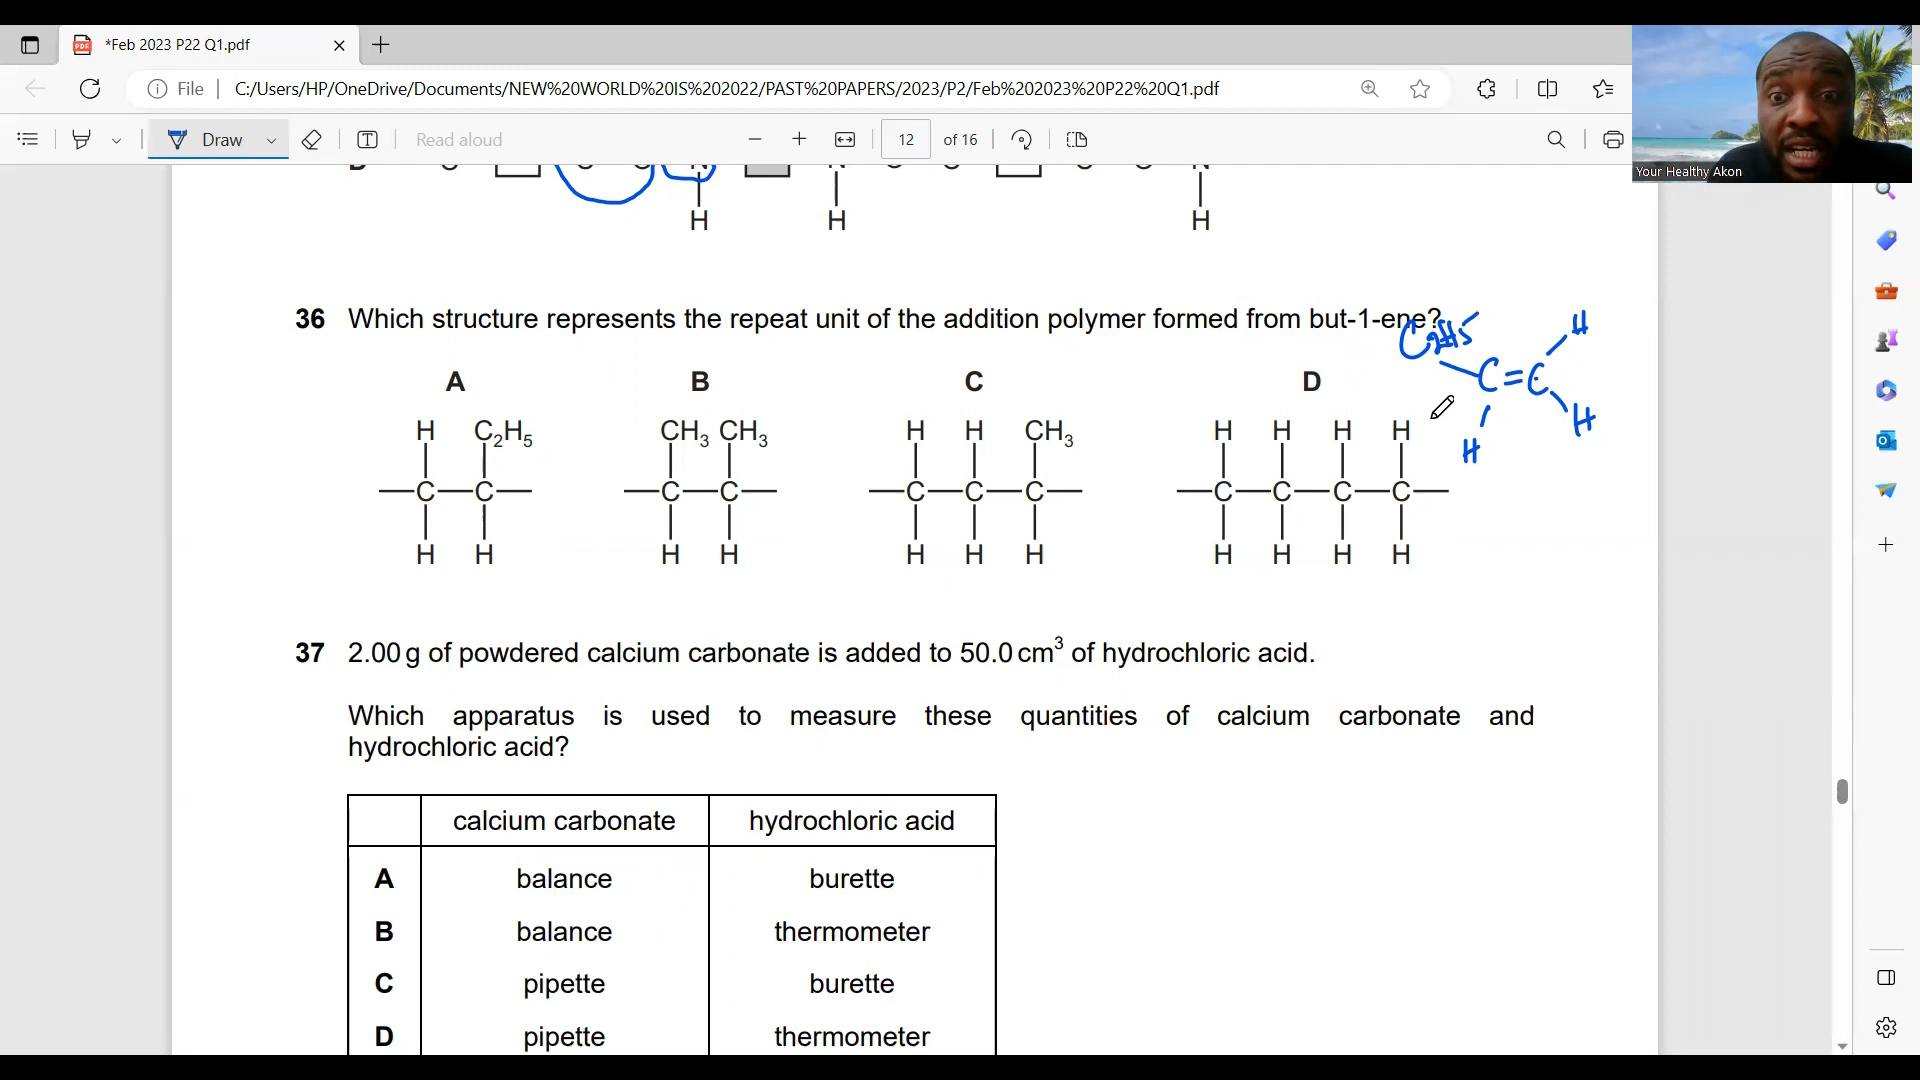 *Feb 2023 P22 Q1.pdf
File C:/Users/HP/OneDrive/Documents/NEW%20WORLD%20IS%202022/PAST%20PAPERS/2023/P2/Feb%202023%20P22%20Q1.pdf
Draw Read aloud 12 of 16
Your Healthy Akon
H H H
36 Which structure represents the repeat unit of the addition polymer formed from but-1-ene?
C2H5 H
C=C
H H
A B C D
H C2H5 CH3 CH3 H H CH3 H H H H
C C C C C C C C C C C
H H H H H H H H H H H
37 2.00 g of powdered calcium carbonate is added to 50.0 cm3 of hydrochloric acid.
Which apparatus is used to measure these quantities of calcium carbonate and
hydrochloric acid?
calcium carbonate hydrochloric acid
A balance burette
B balance thermometer
C pipette burette
D pipette thermometer